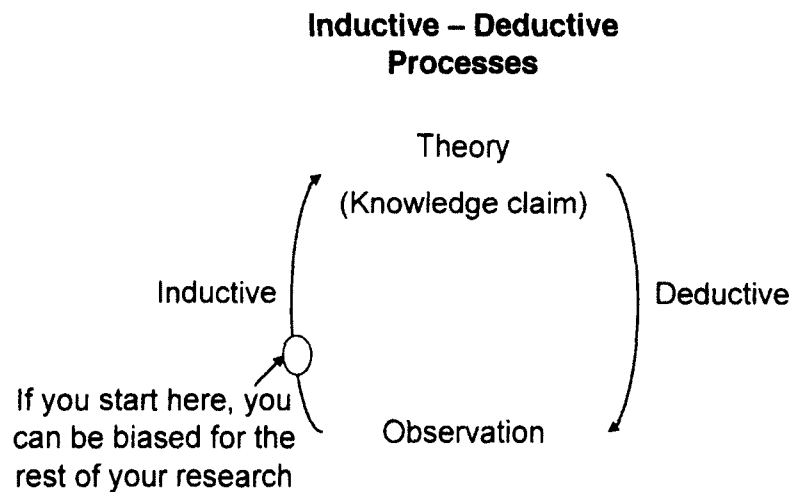 Inductive – Deductive
Processes
Theory
(Knowledge claim)
Inductive
Deductive
If you start here, you
can be biased for the
rest of your research
Observation